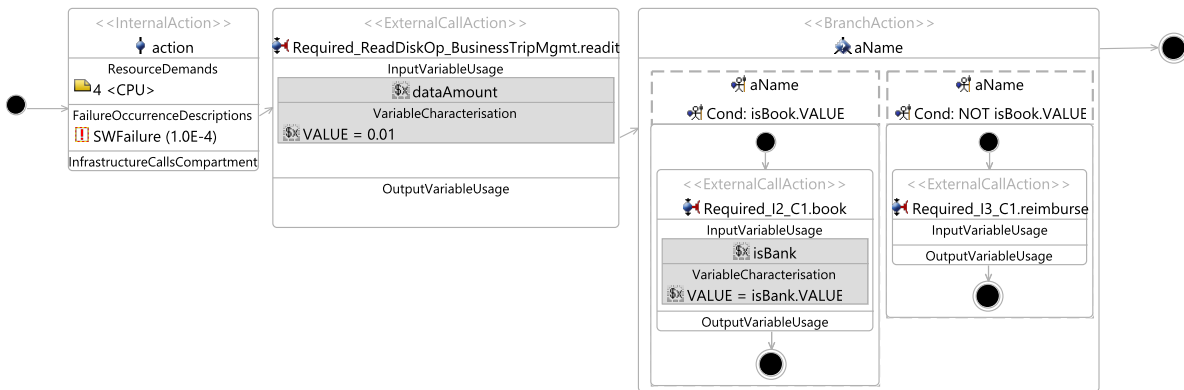 <<InternalAction>>
action
ResourceDemands
4 <CPU>
FailureOccurrenceDescriptions
SWFailure (1.0E-4)
InfrastructureCallsCompartment
<<ExternalCallAction>>
Required_ReadDiskOp_BusinessTripMgmt.readit
InputVariableUsage
dataAmount
VariableCharacterisation
VALUE = 0.01
OutputVariableUsage
<<BranchAction>>
aName
aName
Cond: isBook.VALUE
<<ExternalCallAction>>
Required_I2_C1.book
InputVariableUsage
isBank
VariableCharacterisation
VALUE = isBank.VALUE
OutputVariableUsage
aName
Cond: NOT isBook.VALUE
<<ExternalCallAction>>
Required_I3_C1.reimburse
InputVariableUsage
OutputVariableUsage